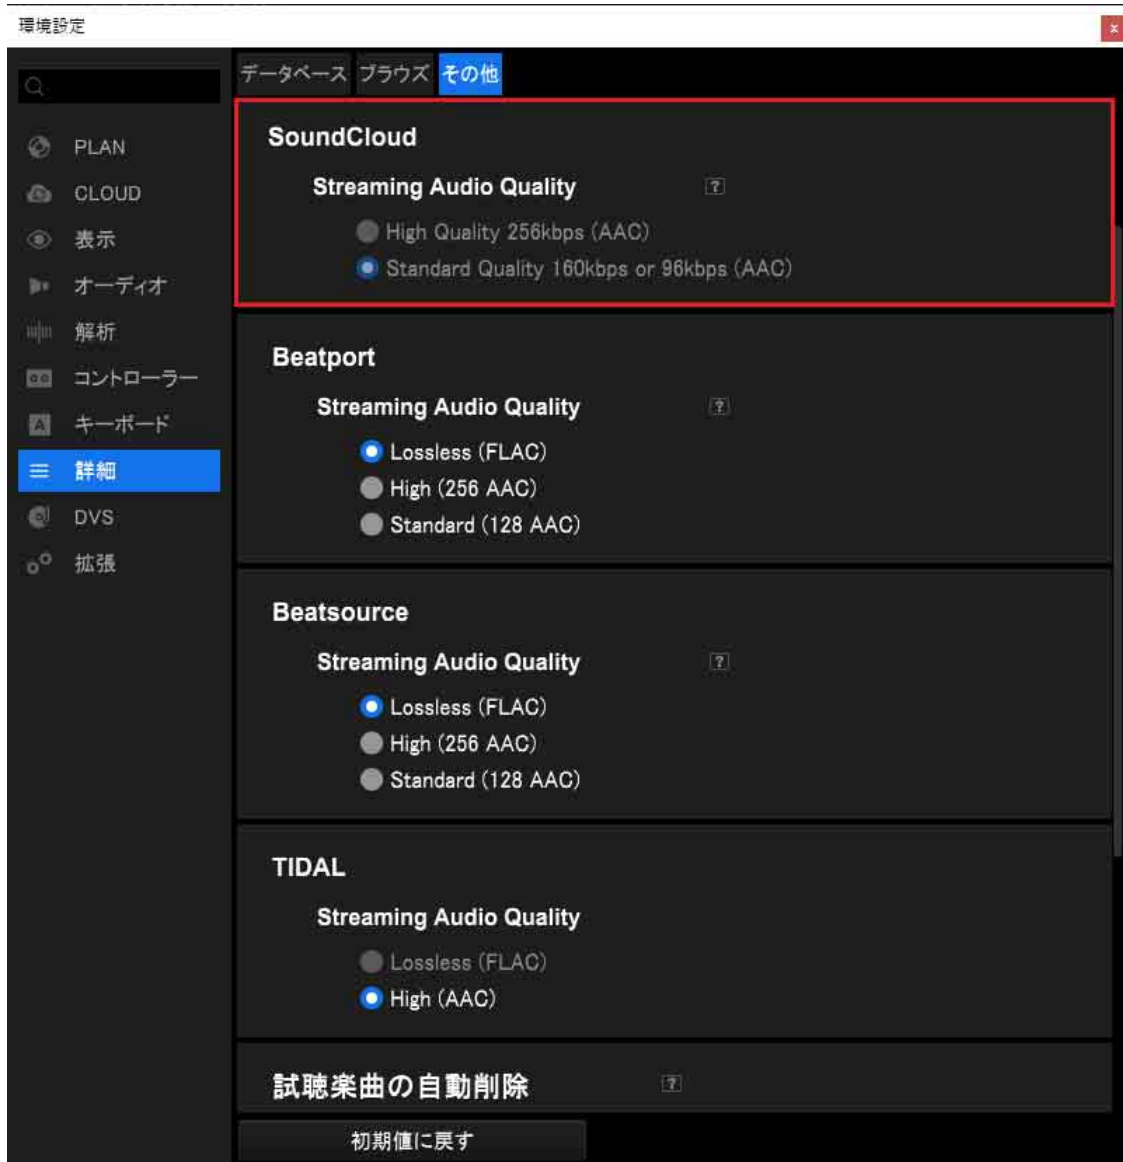 環境設定
x
PLAN
CLOUD
表示
オーディオ
解析
コントローラー
キーボード
詳細
DVS
拡張
データベース ブラウズ その他
SoundCloud
Streaming Audio Quality ?
High Quality 256kbps (AAC)
Standard Quality 160kbps or 96kbps (AAC)
Beatport
Streaming Audio Quality ?
Lossless (FLAC)
High (256 AAC)
Standard (128 AAC)
Beatsource
Streaming Audio Quality ?
Lossless (FLAC)
High (256 AAC)
Standard (128 AAC)
TIDAL
Streaming Audio Quality
Lossless (FLAC)
High (AAC)
試聴楽曲の自動削除 ?
初期値に戻す